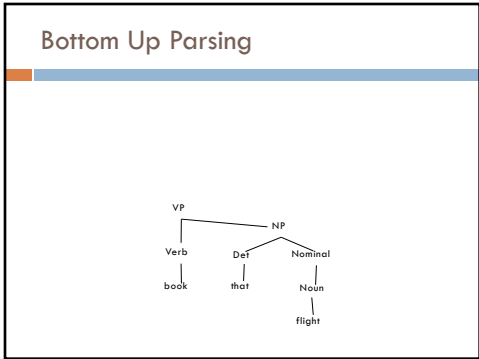 Bottom Up Parsing
VP
NP
Verb Det Nominal
book that Noun
flight